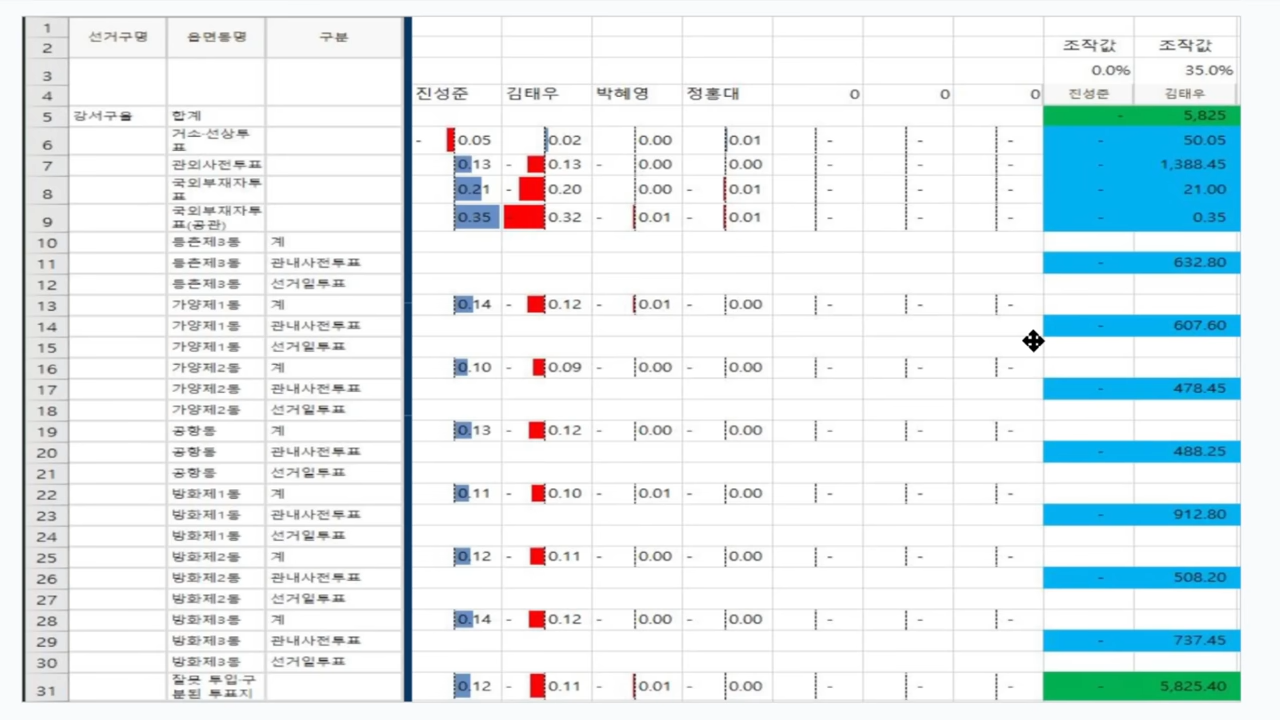 1
선거구명 읍면동명 구분
2 조작값 조작값
3 0.0% 35.0%
4 진성준 김태우 박혜영 정홍대 0 0 0 진성준 김태우
5 강서구을 합계 - 5,825
6 거소·선상투
표 - 0.05 0.02 0.00 0.01 - - - - 50.05
7 관외사전투표 0.13 - 0.13 - 0.00 0.00 - - - - 1,388.45
8 국외부재자투
표 0.21 - 0.20 0.00 - 0.01 - - - - 21.00
9 국외부재자투
표(공관) 0.35 0.32 - 0.01 - 0.01 - - - - 0.35
10 등촌제3동 계
11 등촌제3동 관내사전투표 - 632.80
12 등촌제3동 선거일투표
13 가양제1동 계 0.14 - 0.12 - 0.01 - 0.00 - - -
14 가양제1동 관내사전투표 - 607.60
15 가양제1동 선거일투표
16 가양제2동 계 0.10 - 0.09 - 0.00 - 0.00 - - -
17 가양제2동 관내사전투표 - 478.45
18 가양제2동 선거일투표
19 공항동 계 0.13 - 0.12 - 0.00 - 0.00 - - -
20 공항동 관내사전투표 - 488.25
21 공항동 선거일투표
22 방화제1동 계 0.11 - 0.10 - 0.01 - 0.00 - - -
23 방화제1동 관내사전투표 - 912.80
24 방화제1동 선거일투표
25 방화제2동 계 0.12 - 0.11 - 0.00 - 0.00 - - -
26 방화제2동 관내사전투표 - 508.20
27 방화제2동 선거일투표
28 방화제3동 계 0.14 - 0.12 - 0.00 - 0.00 - - -
29 방화제3동 관내사전투표 - 737.45
30 방화제3동 선거일투표
31 잘못 투입·구
분된 투표지 0.12 - 0.11 - 0.01 - 0.00 - - - - 5,825.40